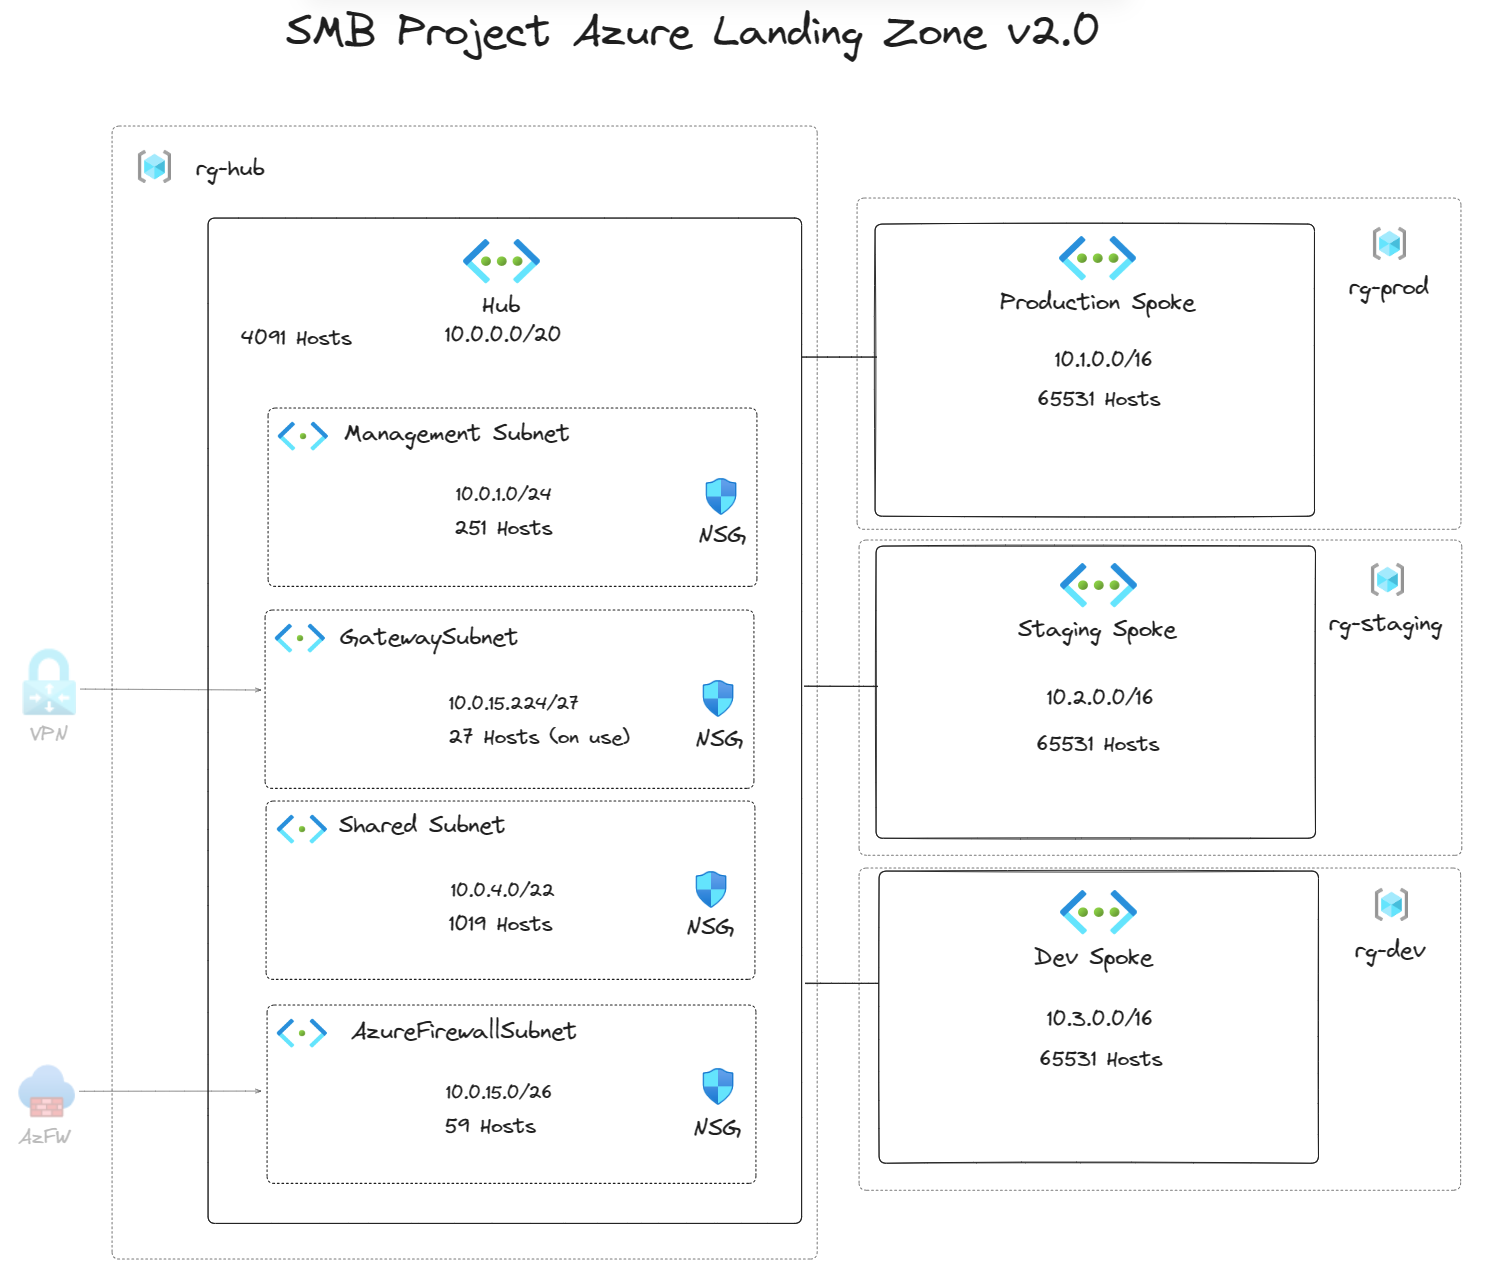 SMB Project Azure Landing Zone v2.0
rg-hub
Hub
10.0.0.0/20
4091 Hosts
Management Subnet
10.0.1.0/24
251 Hosts
NSG
GatewaySubnet
10.0.15.224/27
27 Hosts (on use)
NSG
Shared Subnet
10.0.4.0/22
1019 Hosts
NSG
AzureFirewallSubnet
10.0.15.0/26
59 Hosts
NSG
VPN
AzFW
Production Spoke
10.1.0.0/16
65531 Hosts
rg-prod
Staging Spoke
10.2.0.0/16
65531 Hosts
rg-staging
Dev Spoke
10.3.0.0/16
65531 Hosts
rg-dev